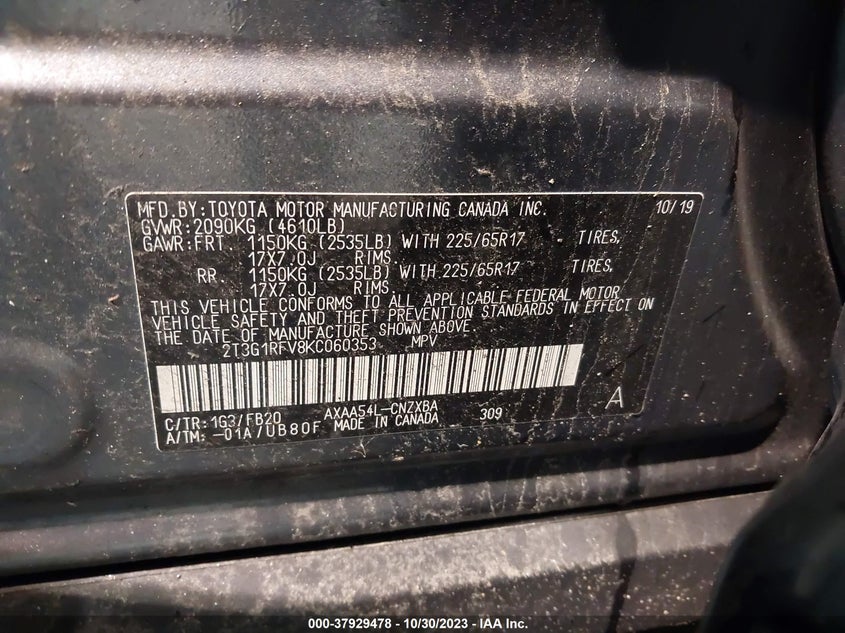 MFD. BY: TOYOTA MOTOR MANUFACTURING CANADA INC. 10/19
GVWR: 2090KG (4610LB)
GAWR: FRT. 1150KG (2535LB) WITH 225/65R17 TIRES,
17X7.0J RIMS.
RR. 1150KG (2535LB) WITH 225/65R17 TIRES,
17X7.0J RIMS.
THIS VEHICLE CONFORMS TO ALL APPLICABLE FEDERAL MOTOR
VEHICLE SAFETY AND THEFT PREVENTION STANDARDS IN EFFECT ON
THE DATE OF MANUFACTURE SHOWN ABOVE.
2T3G1RFV8KC060353 MPV
C/TR: 1G3/FB20 AXAA54L-CNZXBA 309 A
A/TM: -01A/UB80F MADE IN CANADA
000-37929478 - 10/30/2023 - IAA Inc.